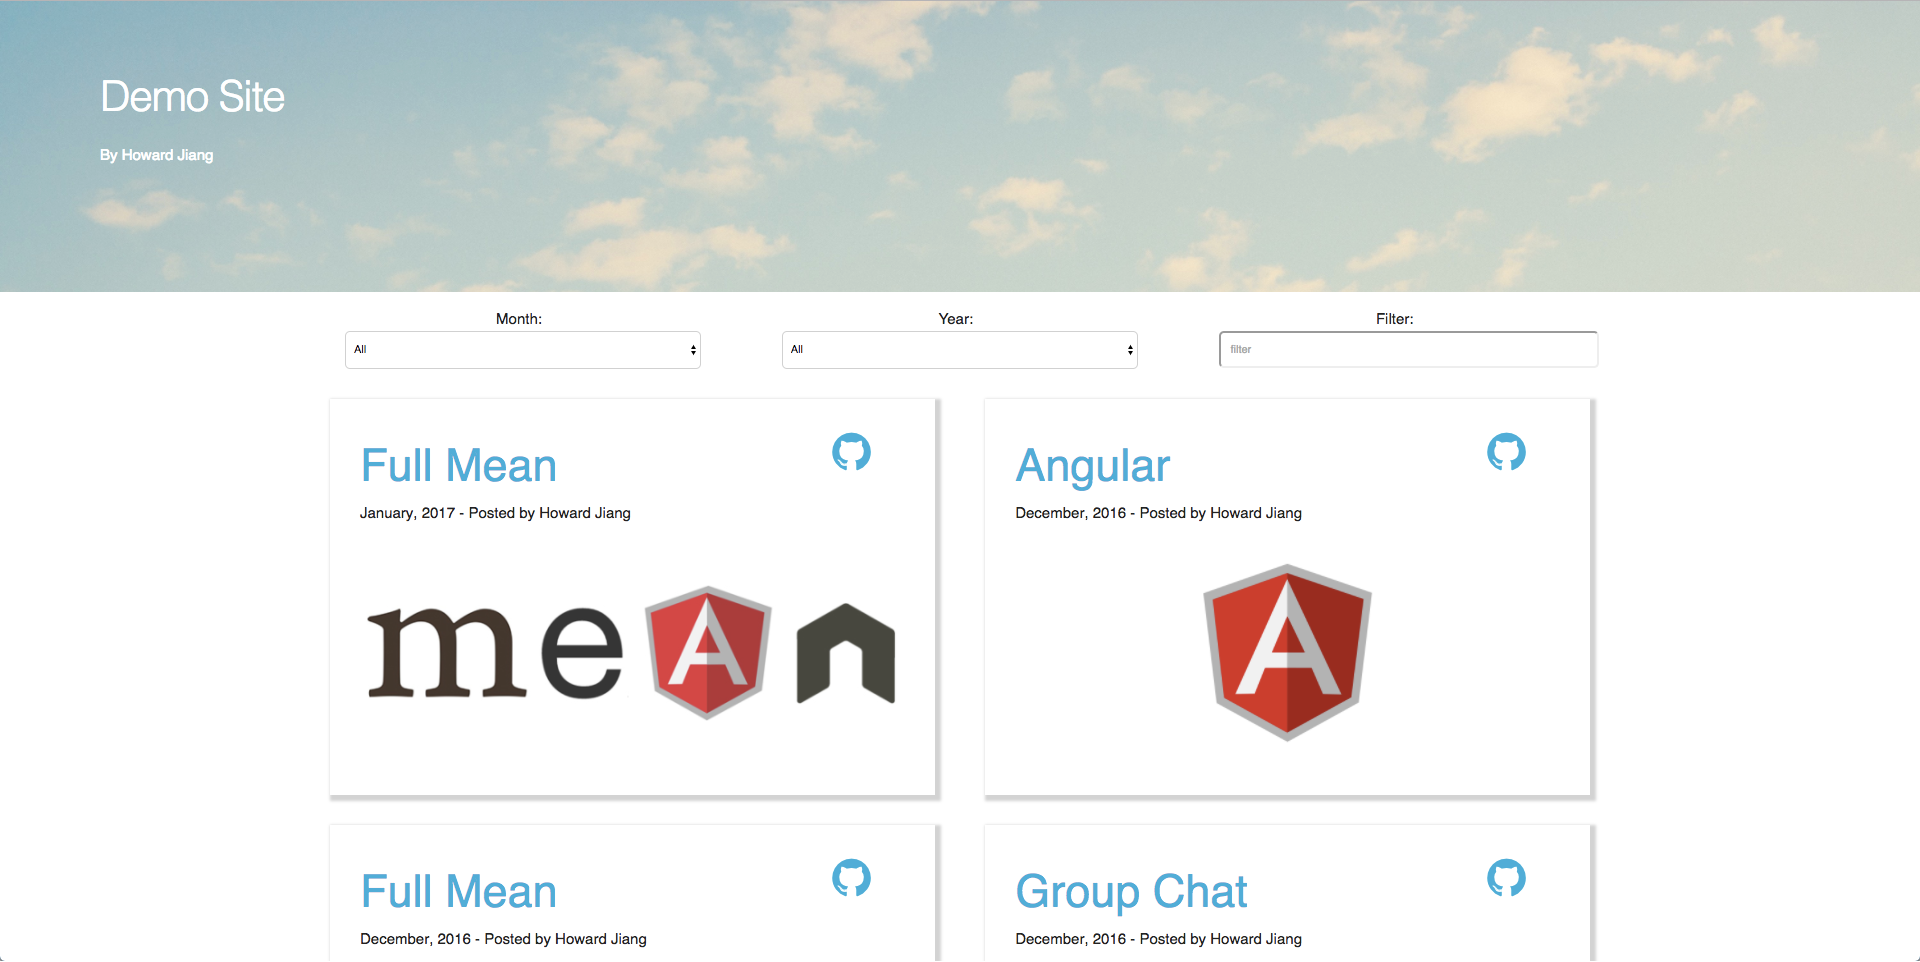 Demo Site
By Howard Jiang
Month: Year: Filter:
All All filter
Full Mean
January, 2017 - Posted by Howard Jiang
mean
Angular
December, 2016 - Posted by Howard Jiang
A
Full Mean
December, 2016 - Posted by Howard Jiang
Group Chat
December, 2016 - Posted by Howard Jiang